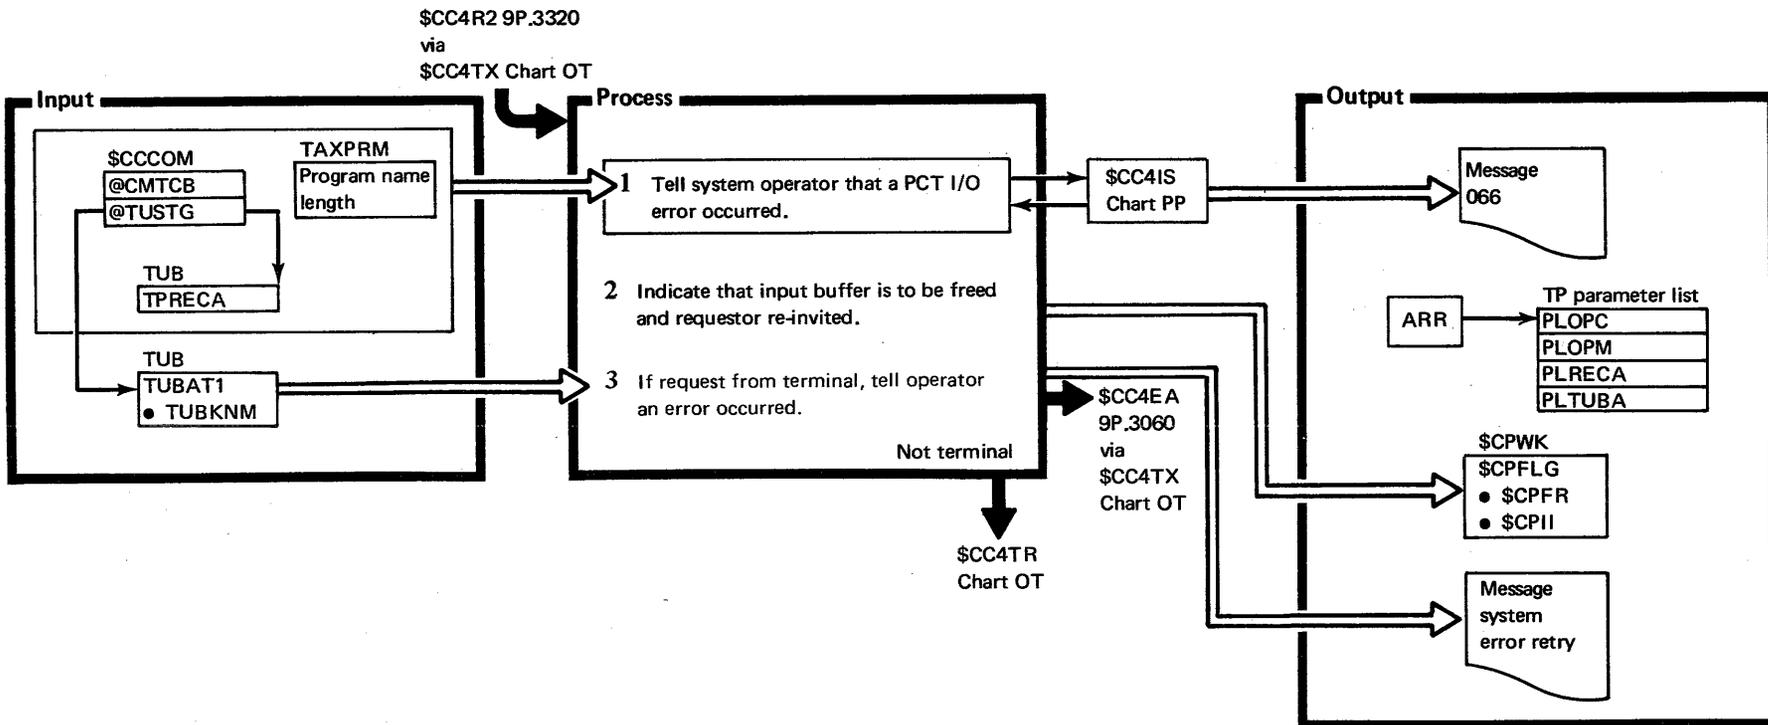 $CC4R2 9P.3320
via
$CC4TX Chart OT
Input
$CCCOM
@CMTCB
@TUSTG
TAXPRM
Program name
length
TUB
TPRECA
TUB
TUBAT1
● TUBKNM
Process
1 Tell system operator that a PCT I/O
error occurred.
2 Indicate that input buffer is to be freed
and requestor re-invited.
3 If request from terminal, tell operator
an error occurred.
Not terminal
$CC4IS
Chart PP
$CC4EA
9P.3060
via
$CC4TX
Chart OT
$CC4TR
Chart OT
Output
Message
066
ARR
TP parameter list
PLOPC
PLOPM
PLRECA
PLTUBA
$CPWK
$CPFLG
● $CPFR
● $CPII
Message
system
error retry